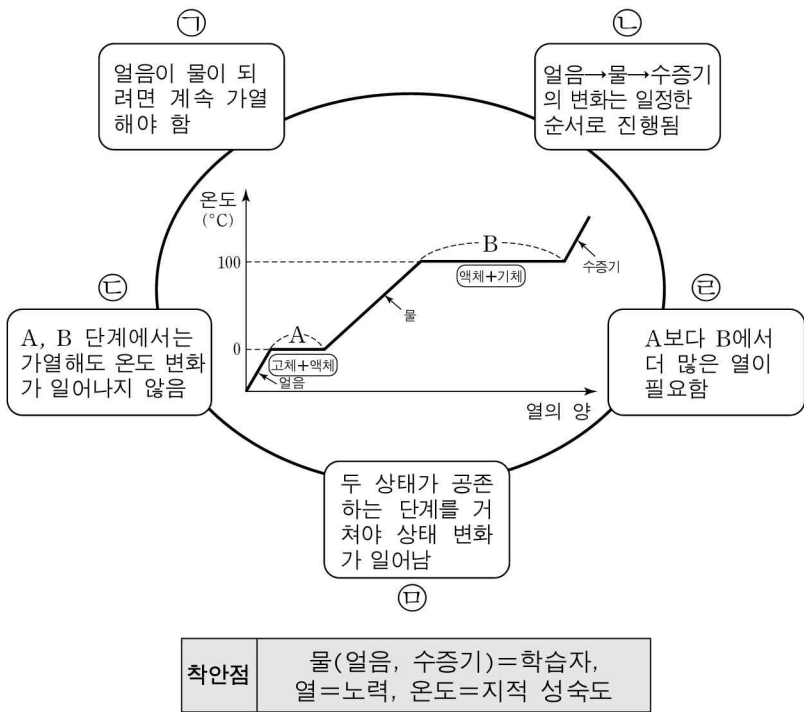 ㉠
얼음이 물이 되
려면 계속 가열
해야 함
㉡
얼음→물→수증기
의 변화는 일정한
순서로 진행됨
온도
(°C)
100
0
A
고체+액체
얼음
물
B
액체+기체
수증기
열의 양
㉢
A, B 단계에서는
가열해도 온도 변화
가 일어나지 않음
㉣
A보다 B에서
더 많은 열이
필요함
두 상태가 공존
하는 단계를 거
쳐야 상태 변화
가 일어남
㉤
착안점
물(얼음, 수증기)=학습자,
열=노력, 온도=지적 성숙도